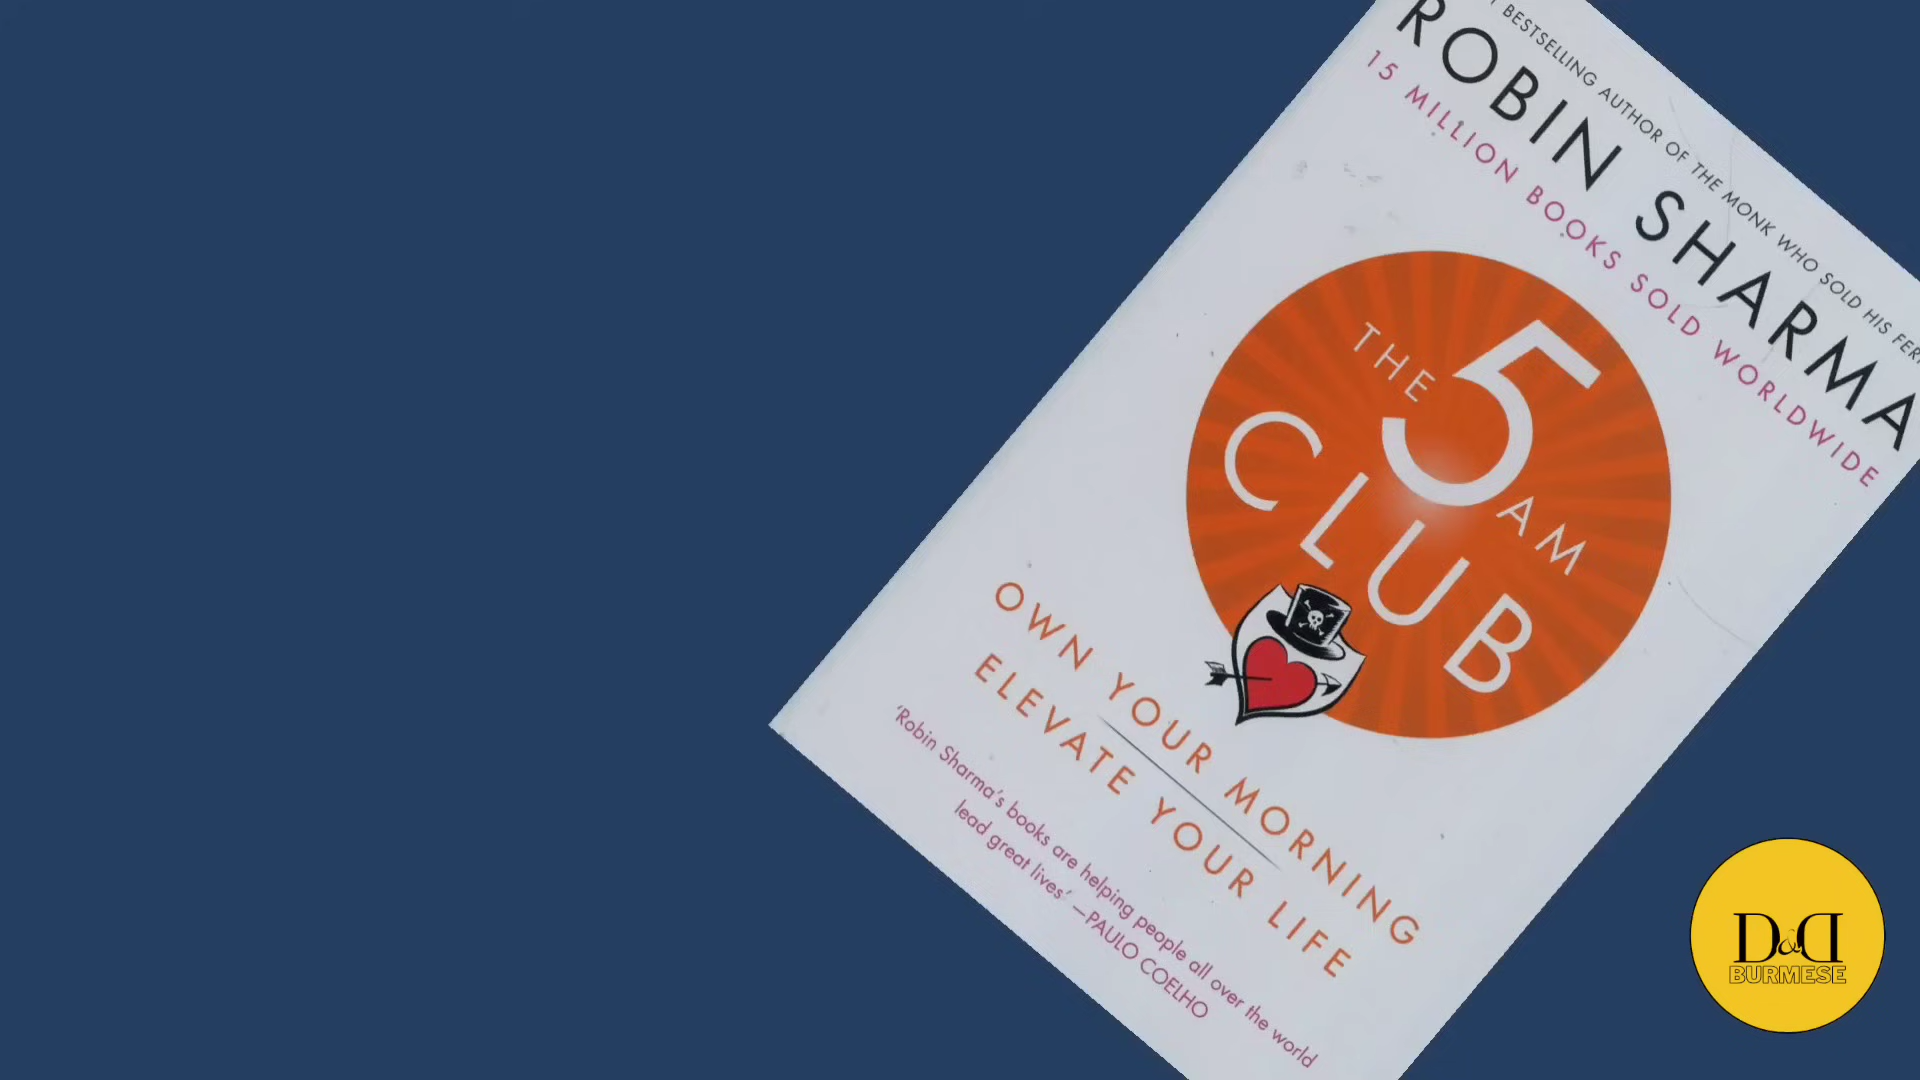 #1 BESTSELLING AUTHOR OF THE MONK WHO SOLD HIS FERR
ROBIN SHARMA
15 MILLION BOOKS SOLD WORLDWIDE
THE 5 AM
CLUB
OWN YOUR MORNING
ELEVATE YOUR LIFE
‘Robin Sharma’s books are helping people all over the world
lead great lives’ —PAULO COELHO
D&D
BURMESE